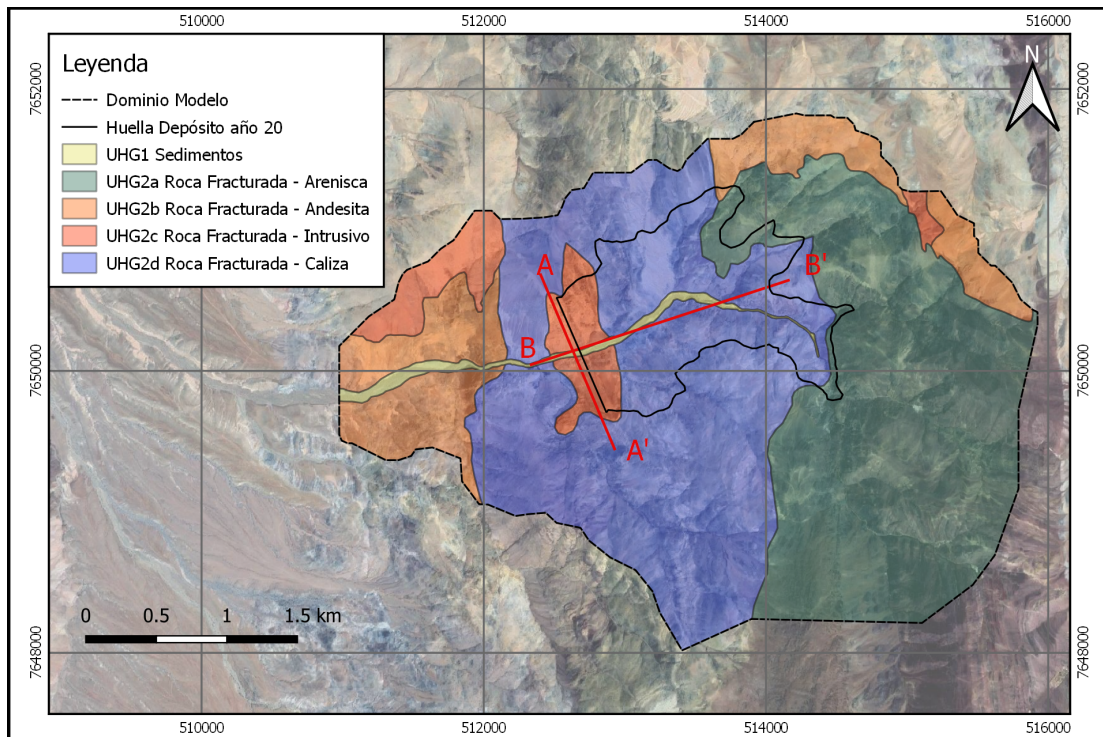 510000 512000 514000 516000
7652000 7652000
Leyenda
N
Dominio Modelo
Huella Depósito año 20
UHG1 Sedimentos
UHG2a Roca Fracturada - Arenisca
UHG2b Roca Fracturada - Andesita
UHG2c Roca Fracturada - Intrusivo
UHG2d Roca Fracturada - Caliza
A B'
B
7650000 7650000
A'
0 0.5 1 1.5 km
7648000 7648000
510000 512000 514000 516000